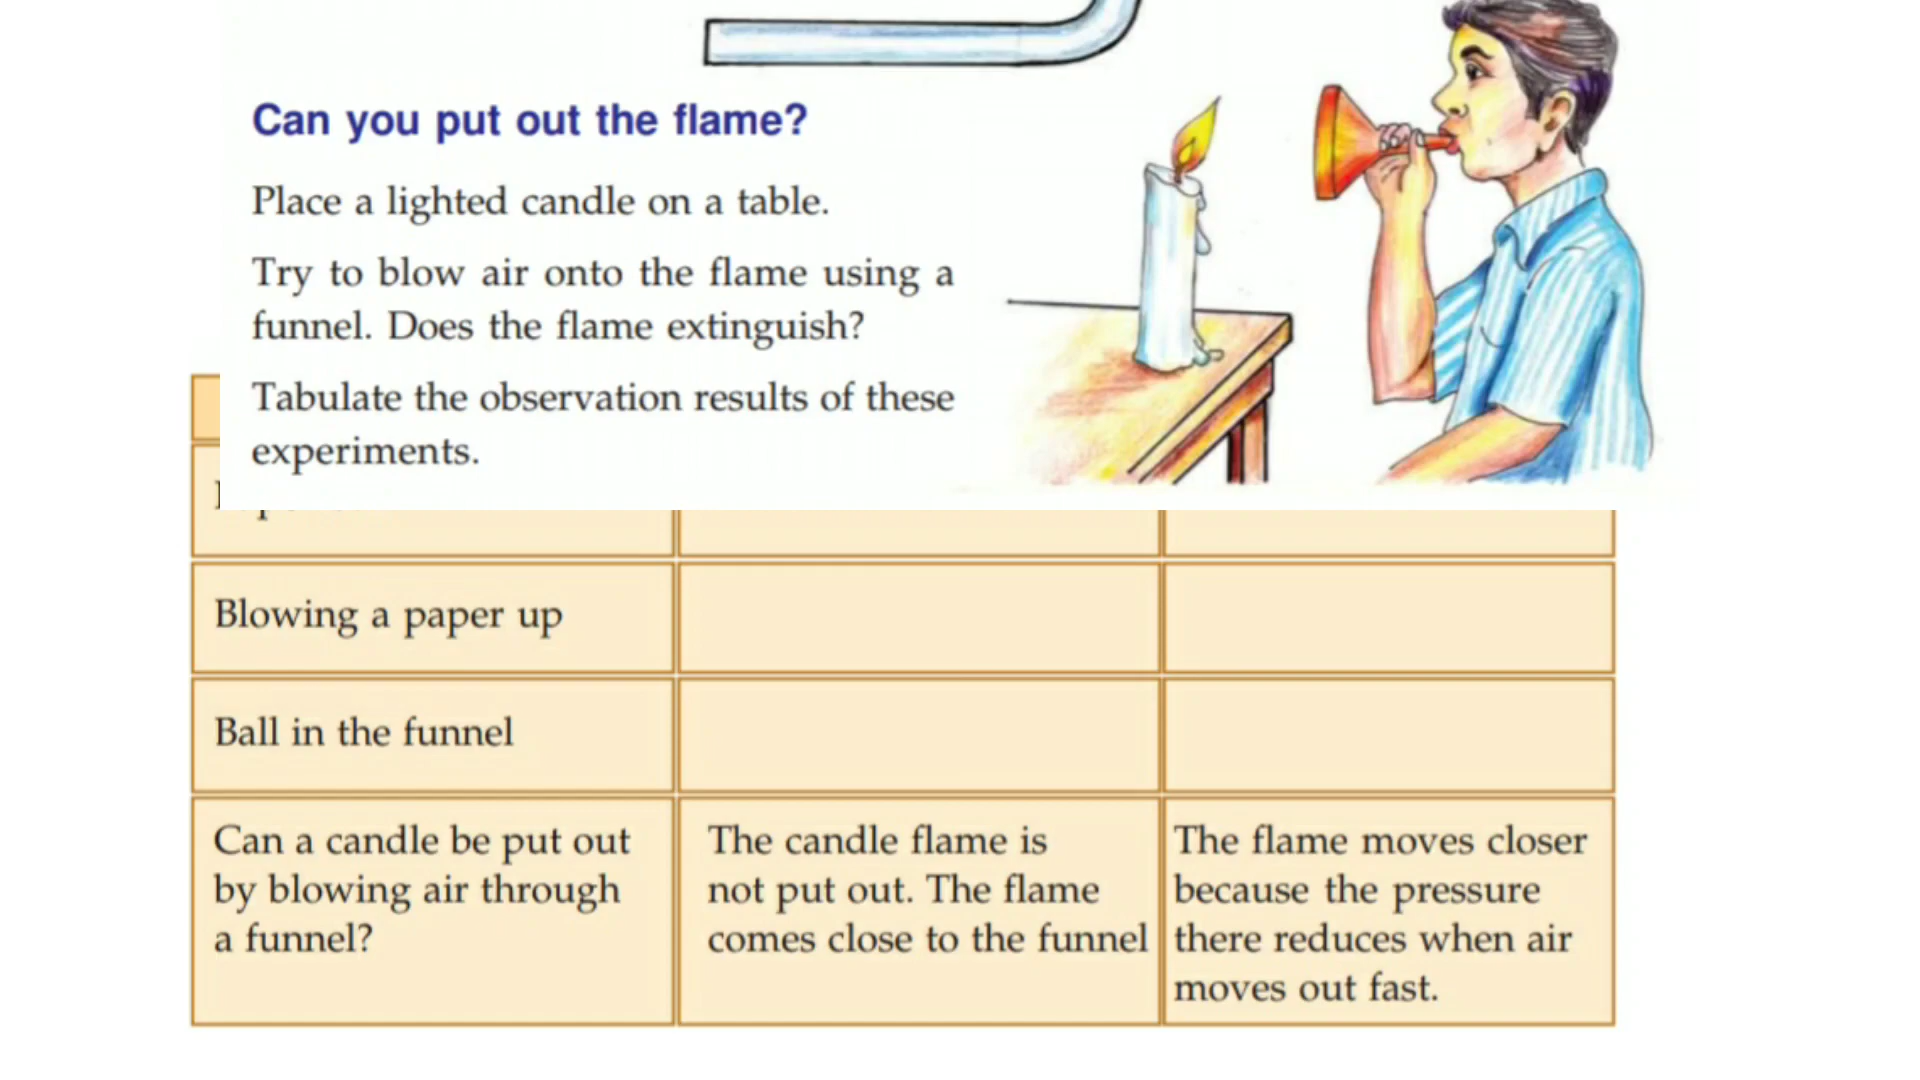 Can you put out the flame?
Place a lighted candle on a table.
Try to blow air onto the flame using a
funnel. Does the flame extinguish?
Tabulate the observation results of these
experiments.
Blowing a paper up
Ball in the funnel
Can a candle be put out
by blowing air through
a funnel?
The candle flame is
not put out. The flame
comes close to the funnel
The flame moves closer
because the pressure
there reduces when air
moves out fast.